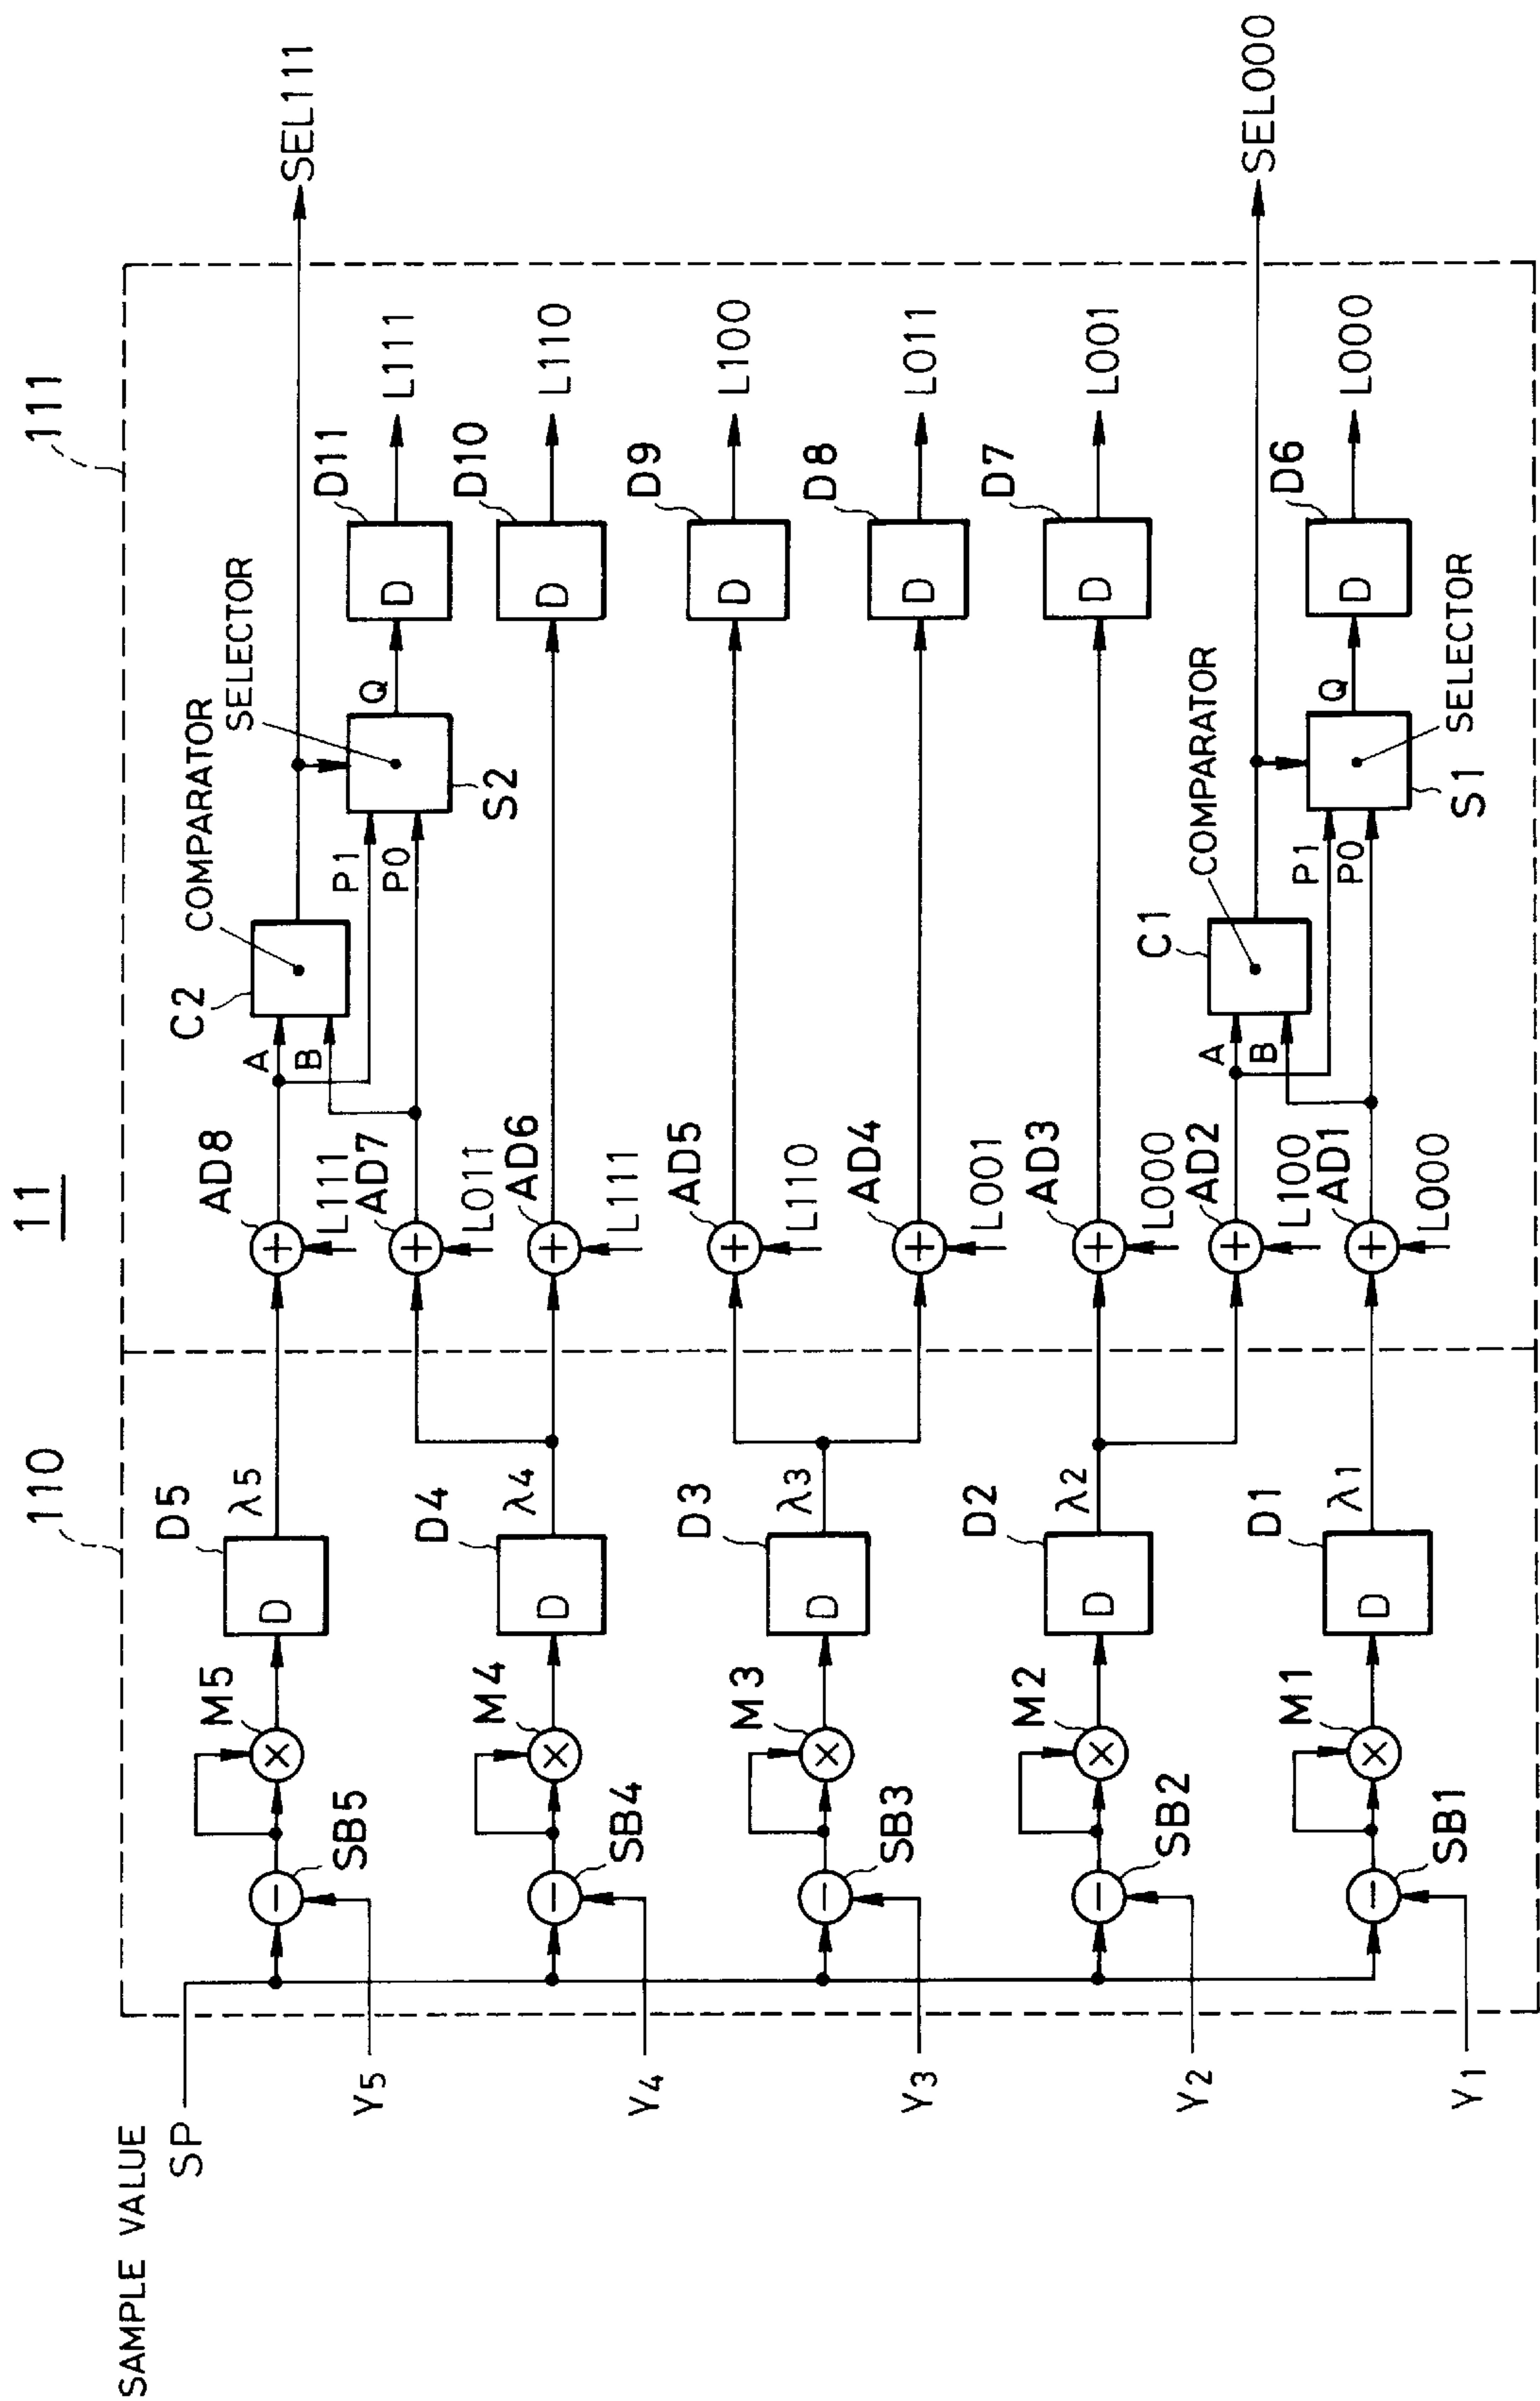 11
110
111
SAMPLE VALUE
SP
SB5
M5
D5
D
λ5
AD8
L111
A
B
C2
COMPARATOR
SELECTOR
P1
P0
S2
Q
D11
D
L111
SEL111
Y5
AD7
L011
SB4
M4
D4
D
λ4
AD6
L111
D10
D
L110
Y4
SB3
M3
D3
D
λ3
AD5
L110
D9
D
L100
AD4
L001
D8
D
L011
Y3
SB2
M2
D2
D
λ2
AD3
L000
D7
D
L001
Y2
AD2
L100
A
B
C1
COMPARATOR
SEL000
SB1
M1
D1
D
λ1
AD1
L000
P1
P0
S1
SELECTOR
Q
D6
D
L000
Y1